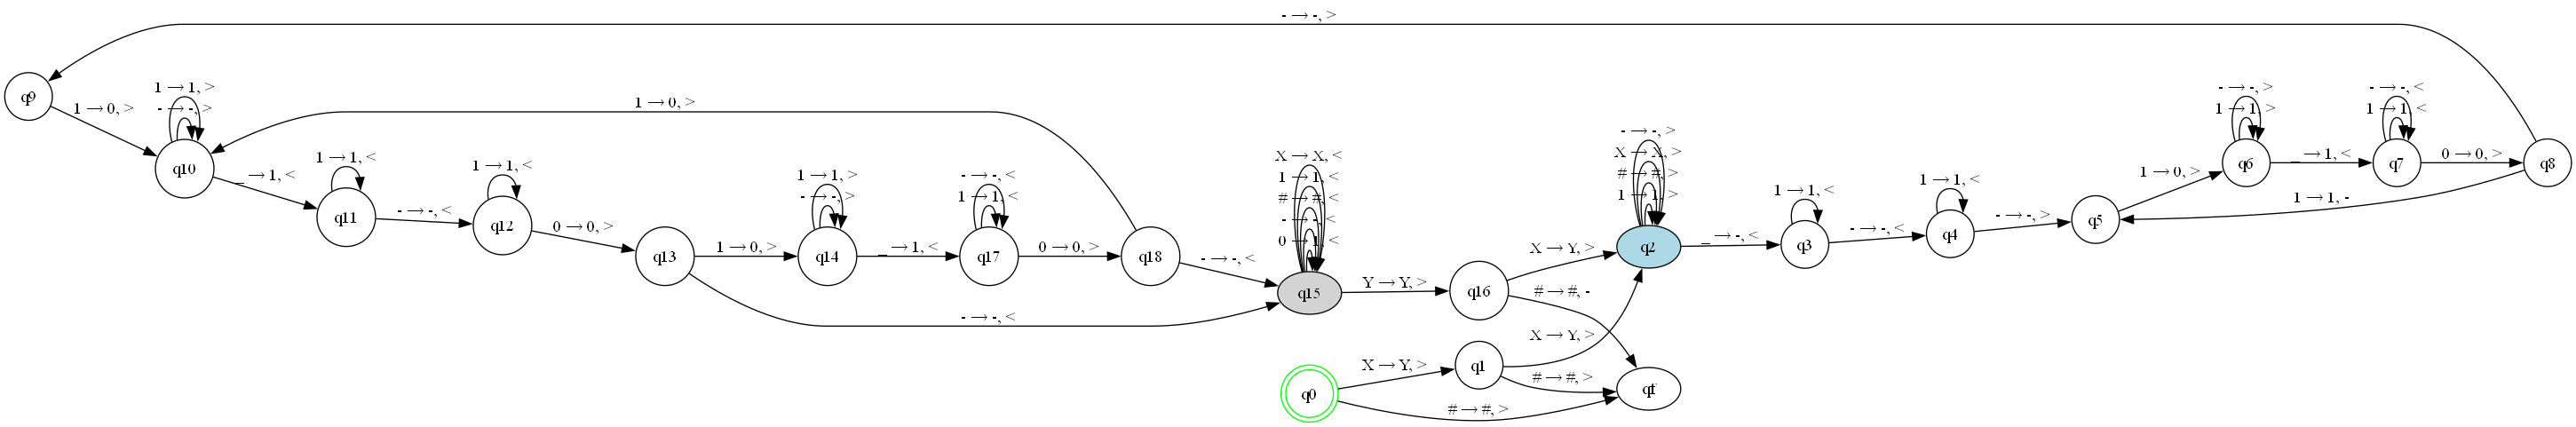 - → -, >
1 → 1, >
- → -, >
- → -, >
1 → 1, >
- → -, <
1 → 1, <
q9
1 → 0, >
1 → 0, >
q10
_ → 1, <
1 → 1, <
q11
- → -, <
1 → 1, <
q12
0 → 0, >
q13
1 → 0, >
1 → 1, >
- → -, >
q14
_ → 1, <
- → -, <
1 → 1, <
q17
0 → 0, >
q18
- → -, <
- → -, <
X → X, <
1 → 1, <
# → #, <
- → -, <
0 → 1, <
q15
Y → Y, >
q16
X → Y, >
# → #, -
- → -, >
X → X, >
# → #, >
1 → 1, >
q2
_ → -, <
1 → 1, <
q3
- → -, <
1 → 1, <
q4
- → -, >
q5
1 → 0, >
q6
_ → 1, <
q7
0 → 0, >
q8
1 → 1, -
q0
X → Y, >
# → #, >
q1
X → Y, >
# → #, >
qf